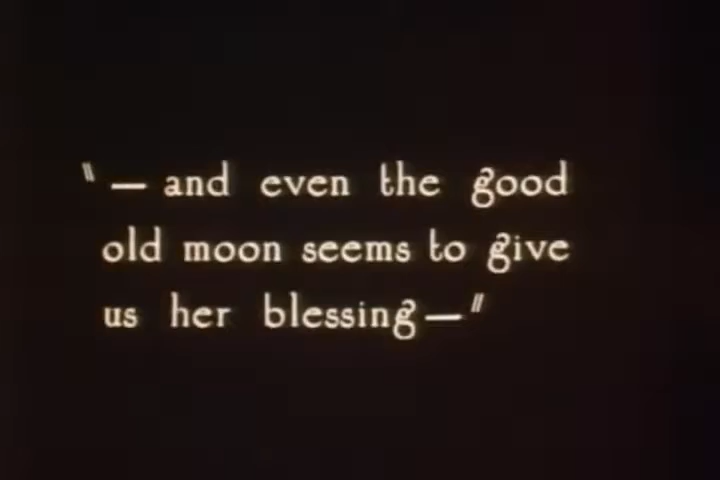 "— and even the good
old moon seems to give
us her blessing—"